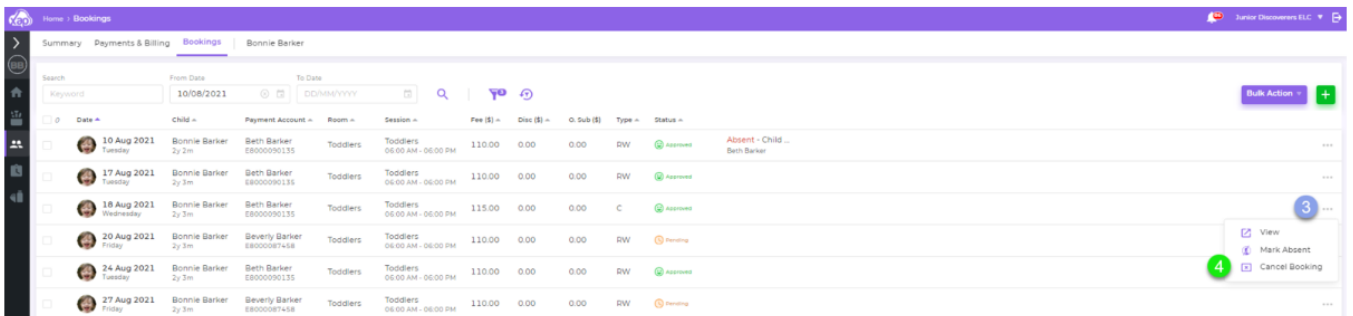 xap Home > Bookings Junior Discoverers ELC
Summary Payments & Billing Bookings Bonnie Barker
BB
Search From Date To Date
Keyword 10/08/2021 DD/MM/YYYY Bulk Action +
Date Child Payment Account Room Session Fee ($) Disc ($) O. Sub ($) Type Status
10 Aug 2021 Bonnie Barker Beth Barker Toddlers Toddlers 110.00 0.00 0.00 RW Approved Absent - Child ...
Tuesday 2y 2m E8000090135 06:00 AM - 06:00 PM Beth Barker
17 Aug 2021 Bonnie Barker Beth Barker Toddlers Toddlers 110.00 0.00 0.00 RW Approved
Tuesday 2y 3m E8000090135 06:00 AM - 06:00 PM
18 Aug 2021 Bonnie Barker Beth Barker Toddlers Toddlers 115.00 0.00 0.00 C Approved 3
Wednesday 2y 3m E8000090135 06:00 AM - 06:00 PM
20 Aug 2021 Bonnie Barker Beverly Barker Toddlers Toddlers 110.00 0.00 0.00 RW Pending
Friday 2y 3m E8000087458 06:00 AM - 06:00 PM
View
Mark Absent
4 Cancel Booking
24 Aug 2021 Bonnie Barker Beth Barker Toddlers Toddlers 110.00 0.00 0.00 RW Approved
Tuesday 2y 3m E8000090135 06:00 AM - 06:00 PM
27 Aug 2021 Bonnie Barker Beverly Barker Toddlers Toddlers 110.00 0.00 0.00 RW Pending
Friday 2y 3m E8000087458 06:00 AM - 06:00 PM